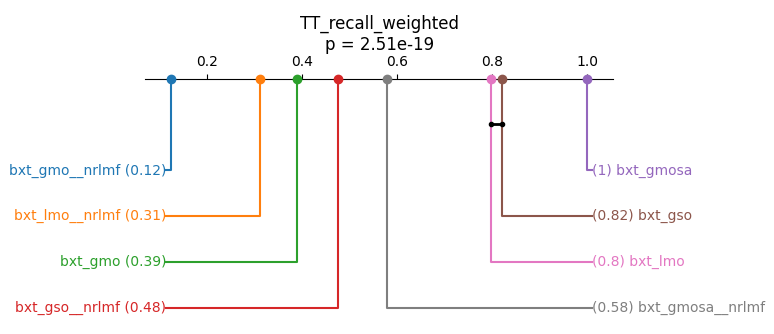 TT_recall_weighted
p = 2.51e-19
0.2 0.4 0.6 0.8 1.0
bxt_gmo__nrlmf (0.12) (1) bxt_gmosa
bxt_lmo__nrlmf (0.31) (0.82) bxt_gso
bxt_gmo (0.39) (0.8) bxt_lmo
bxt_gso__nrlmf (0.48) (0.58) bxt_gmosa__nrlmf